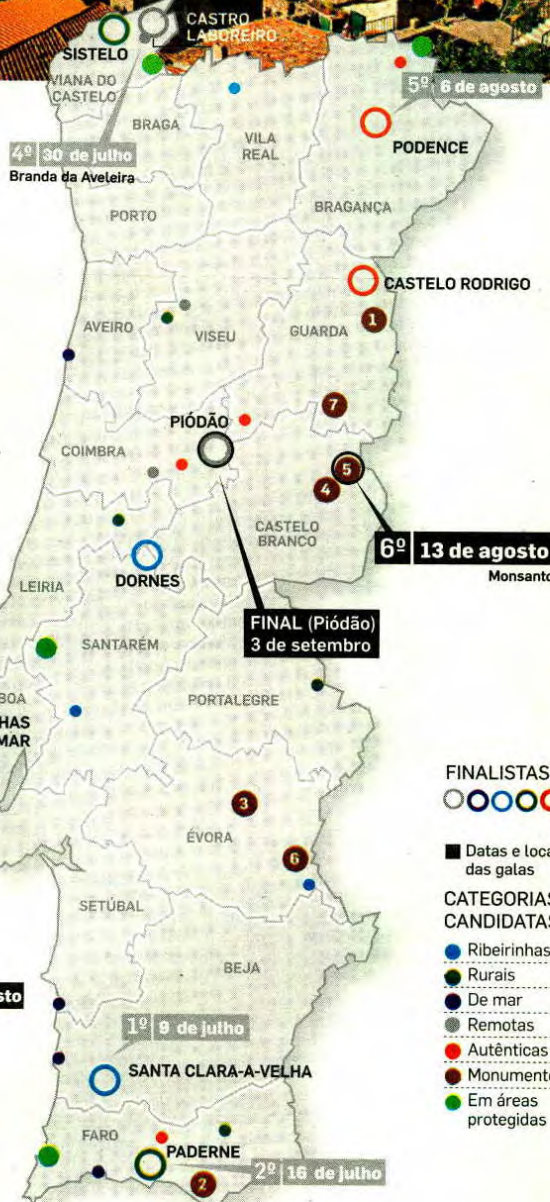 CASTRO
LABOREIRO
SISTELO
VIANA DO
CASTELO
5º 6 de agosto
BRAGA
VILA
REAL
PODENCE
4º 30 de julho
Branda da Aveleira
BRAGANÇA
PORTO
CASTELO RODRIGO
1
AVEIRO
VISEU
GUARDA
7
PIÓDÃO
COIMBRA
5
4
CASTELO
BRANCO
6º 13 de agosto
Monsanto
DORNES
LEIRIA
FINAL (Piódão)
3 de setembro
SANTARÉM
PORTALEGRE
BOA
HAS
MAR
3
ÉVORA
6
SETÚBAL
BEJA
sto
1º 9 de julho
SANTA CLARA-A-VELHA
FARO
PADERNE
2º 16 de julho
2
FINALISTAS
Datas e loca
das galas
CATEGORIAS
CANDIDATAS
Ribeirinhas
Rurais
De mar
Remotas
Autênticas
Monumento
Em áreas
protegidas